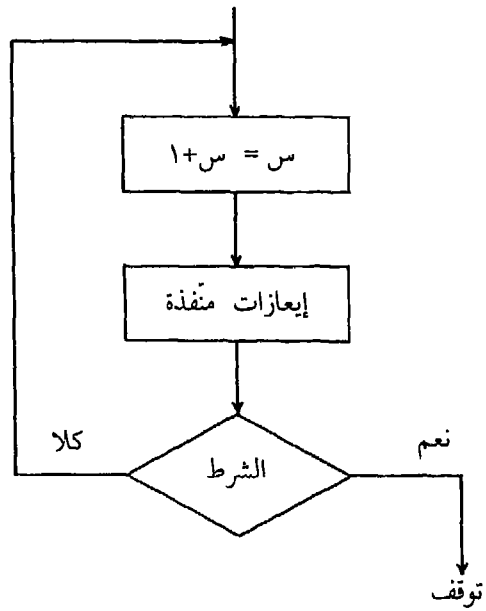 س = س+١
إيعازات منّفذة
كلا
الشرط
نعم
توقف